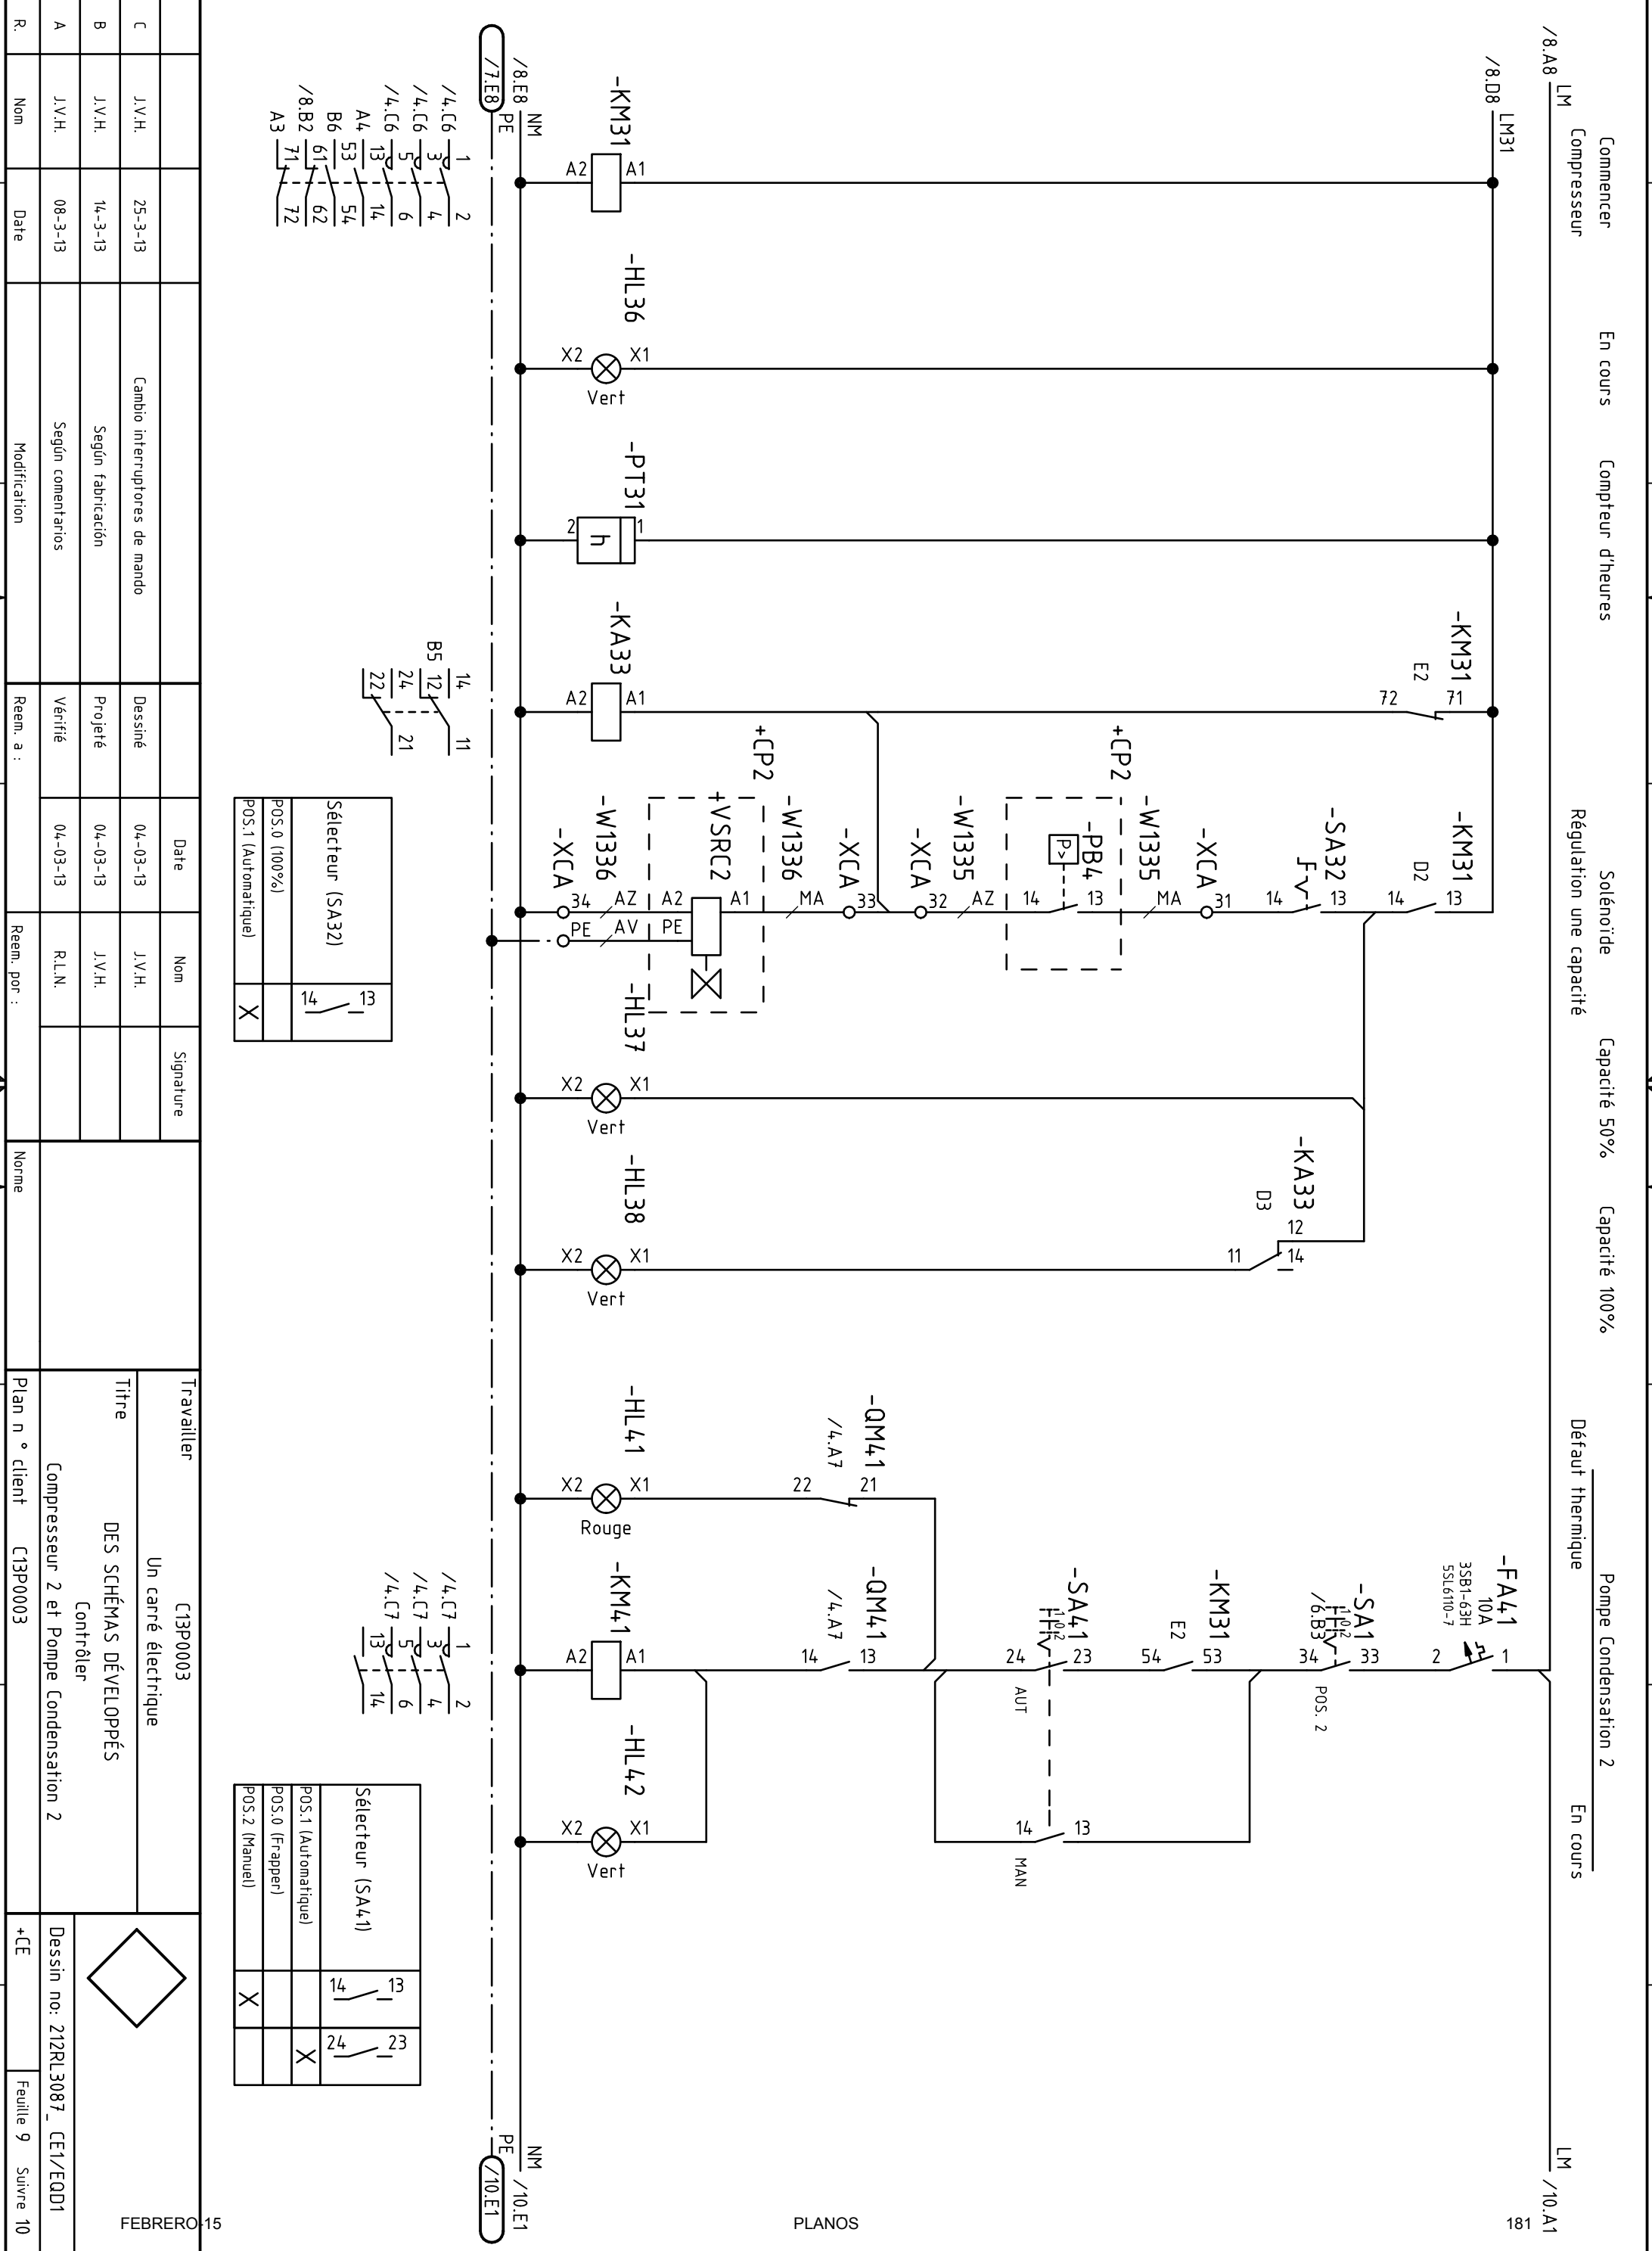 Commencer
Compresseur
En cours
Compteur d'heures
Régulation une capacité
Solénoïde
Capacité 50%
Capacité 100%
Défaut thermique
Pompe Condensation 2
En cours
/8.A8
LM
LM
/10.A1
/8.D8
LM31
-KM31
E2
71
72
-KM31
D2
13
14
-SA32
13
14
-XCA
31
-W1335
MA
+CP2
-PB4
P>
13
14
-W1335
AZ
-XCA
32
-XCA
33
-W1336
MA
+CP2
+VSRC2
A1
A2
PE
-W1336
AZ
AV
-XCA
34
PE
-KA33
D3
12
14
11
-FA41
10A
3SB1-63H
5SL6110-7
1
2
-SA1
1 0 2
/6.B3
33
34
POS. 2
-KM31
E2
53
54
-SA41
1 0 2
23
24
AUT
13
14
MAN
-QM41
/4.A7
21
22
-QM41
/4.A7
13
14
-KM31
A1
A2
-HL36
X1
X2
Vert
-PT31
1
2
h
-KA33
A1
A2
-HL37
X1
X2
Vert
-HL38
X1
X2
Vert
-HL41
X1
X2
Rouge
-KM41
A1
A2
-HL42
X1
X2
Vert
/8.E8
NM
NM
/10.E1
/7.E8
PE
PE
/10.E1
/4.C6 1 2
/4.C6 3 4
/4.C6 5 6
A4 13 14
B6 53 54
/8.B2 61 62
A3 71 72
14
B5 12 11
24
22 21
/4.C7 1 2
/4.C7 3 4
/4.C7 5 6
13 14
Sélecteur (SA32)
13
14
POS.0 (100%)
POS.1 (Automatique) X
Sélecteur (SA41)
13
14
23
24
POS.1 (Automatique) X
POS.0 (Frapper)
POS.2 (Manuel) X
Date Nom Signature
C J.V.H. 25-3-13 Cambio interruptores de mando Dessiné 04-03-13 J.V.H.
B J.V.H. 14-3-13 Según fabricación Projeté 04-03-13 J.V.H.
A J.V.H. 08-3-13 Según comentarios Vérifié 04-03-13 R.L.N.
R. Nom Date Modification Reem. a : Reem. por : Norme
Travailler
C13P0003
Un carré électrique
Titre
DES SCHÉMAS DÉVELOPPÉS
Contrôler
Compresseur 2 et Pompe Condensation 2
Plan n ° client C13P0003
Dessin no: 212RL3087_ CE1/EQD1
+CE
Feuille 9 Suivre 10
FEBRERO-15
PLANOS
181